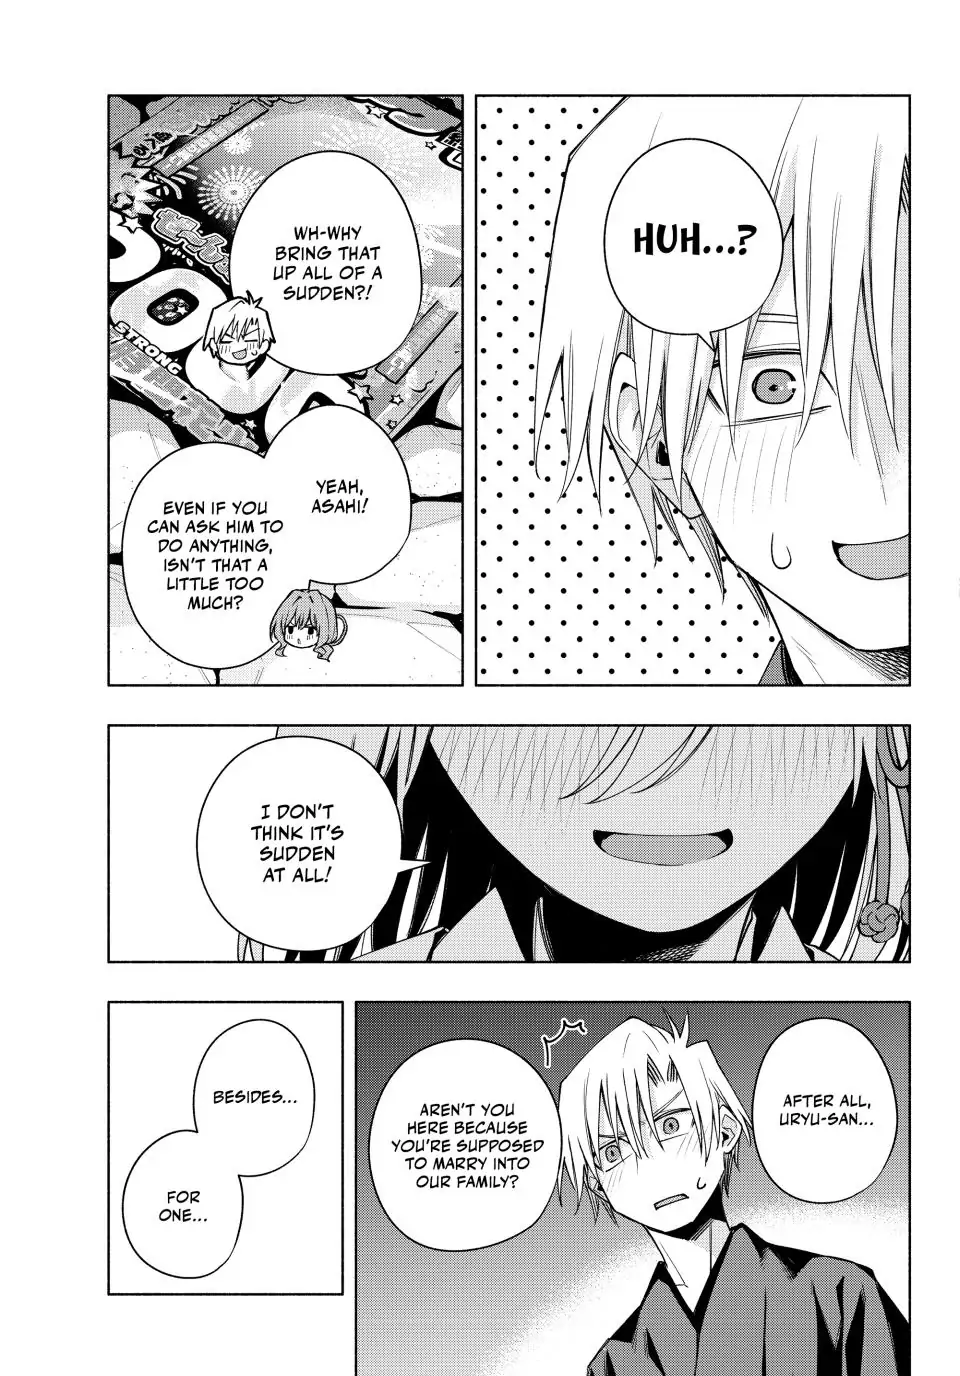 HUH...?
WH-WHY
BRING THAT
UP ALL OF A
SUDDEN?!
STRONG
YEAH,
ASAHI!
EVEN IF YOU
CAN ASK HIM TO
DO ANYTHING,
ISN'T THAT A
LITTLE TOO
MUCH?
I DON'T
THINK IT'S
SUDDEN
AT ALL!
AFTER ALL,
URYU-SAN...
AREN'T YOU
HERE BECAUSE
YOU'RE SUPPOSED
TO MARRY INTO
OUR FAMILY?
BESIDES...
FOR
ONE...